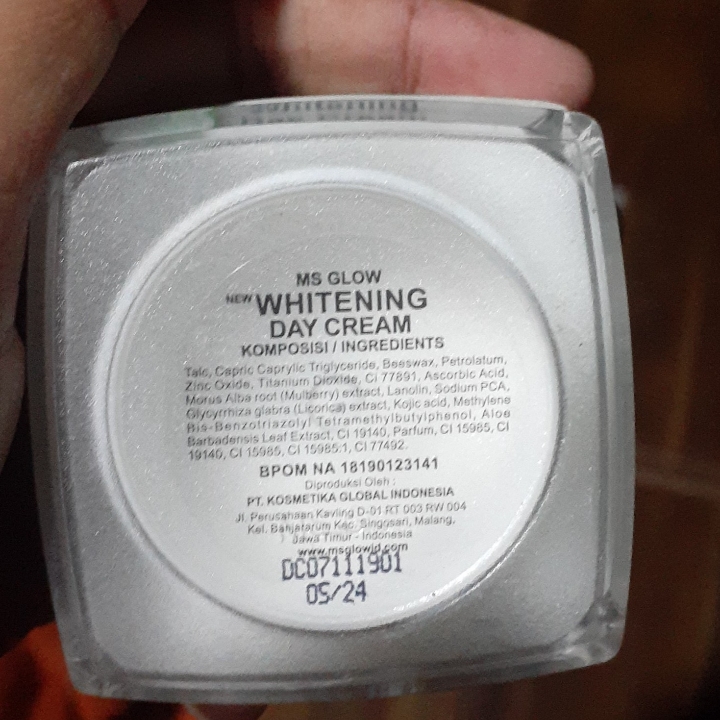 MS GLOW
NEW WHITENING
DAY CREAM
KOMPOSISI / INGREDIENTS
Talc, Capric Caprylic Triglyceride, Beeswax, Petrolatum,
Zinc Oxide, Titanium Dioxide, CI 77891, Ascorbic Acid,
Morus Alba root (Mulberry) extract, Lanolin, Sodium PCA,
Glycyrrhiza glabra (Licorice) extract, Kojic acid, Methylene
Bis-Benzotriazolyl Tetramethylbutylphenol, Aloe
Barbadensis Leaf Extract, CI 19140, Parfum, CI 15985, CI
19140, CI 15985, CI 15985:1, CI 77492.
BPOM NA 18190123141
Diproduksi Oleh :
PT. KOSMETIKA GLOBAL INDONESIA
Jl. Perusahaan Kavling D-01 RT 003 RW 004
Kel. Banjararum Kec. Singosari, Malang,
Jawa Timur - Indonesia
www.msglowid.com
DC07111901
05/24